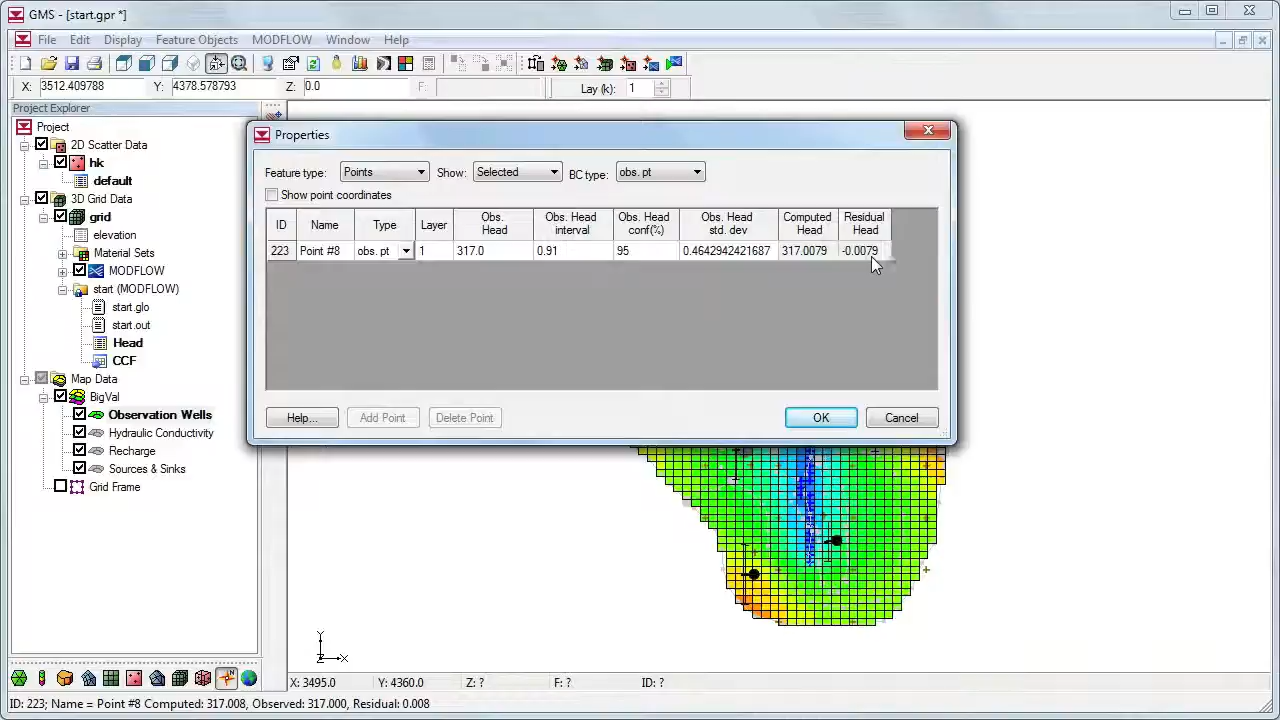 GMS - [start.gpr *]
File Edit Display Feature Objects MODFLOW Window Help
X: 3512.409788 Y: 4378.578793 Z: 0.0 F: Lay (k): 1
Project Explorer
Project
2D Scatter Data
hk
default
3D Grid Data
grid
elevation
Material Sets
MODFLOW
start (MODFLOW)
start.glo
start.out
Head
CCF
Map Data
BigVal
Observation Wells
Hydraulic Conductivity
Recharge
Sources & Sinks
Grid Frame
Properties
Feature type: Points Show: Selected BC type: obs. pt
Show point coordinates
ID Name Type Layer Obs. Head Obs. Head interval Obs. Head conf(%) Obs. Head std. dev Computed Head Residual Head
223 Point #8 obs. pt 1 317.0 0.91 95 0.4642942421687 317.0079 -0.0079
Help... Add Point Delete Point OK Cancel
Y
Z X
X: 3495.0 Y: 4360.0 Z: ? F: ? ID: ?
ID: 223; Name = Point #8 Computed: 317.008, Observed: 317.000, Residual: 0.008